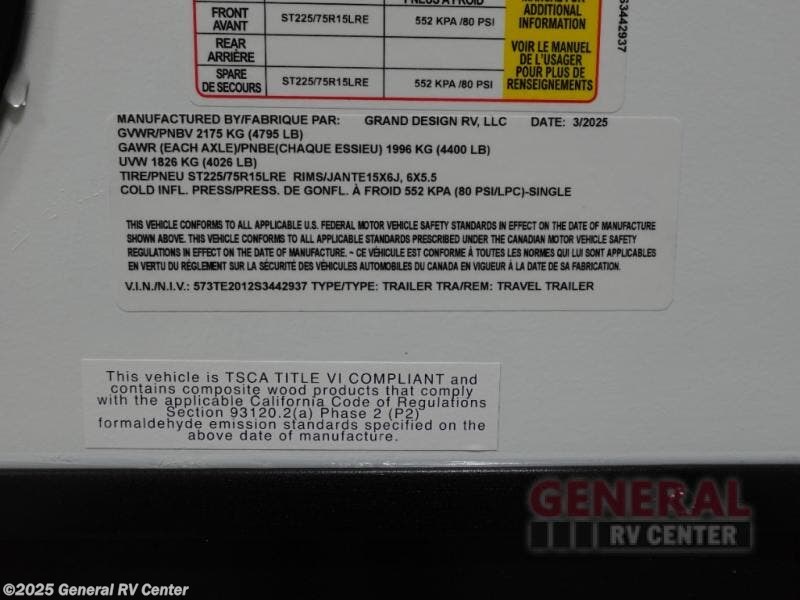 FRONT
AVANT
ST225/75R15LRE
552 KPA /80 PSI
ADDITIONAL
INFORMATION
REAR
ARRIÈRE
VOIR LE MANUEL
DE L'USAGER
POUR PLUS DE
RENSEIGNEMENTS
SPARE
DE SECOURS
ST225/75R15LRE
552 KPA /80 PSI
63442937
MANUFACTURED BY/FABRIQUE PAR: GRAND DESIGN RV, LLC DATE: 3/2025
GVWR/PNBV 2175 KG (4795 LB)
GAWR (EACH AXLE)/PNBE(CHAQUE ESSIEU) 1996 KG (4400 LB)
UVW 1826 KG (4026 LB)
TIRE/PNEU ST225/75R15LRE RIMS/JANTE15X6J, 6X5.5
COLD INFL. PRESS/PRESS. DE GONFL. À FROID 552 KPA (80 PSI/LPC)-SINGLE
THIS VEHICLE CONFORMS TO ALL APPLICABLE U.S. FEDERAL MOTOR VEHICLE SAFETY STANDARDS IN EFFECT ON THE DATE OF MANUFACTURE
SHOWN ABOVE. THIS VEHICLE CONFORMS TO ALL APPLICABLE STANDARDS PRESCRIBED UNDER THE CANADIAN MOTOR VEHICLE SAFETY
REGULATIONS IN EFFECT ON THE DATE OF MANUFACTURE. ~ CE VÉHICULE EST CONFORME À TOUTES LES NORMES QUI LUI SONT APPLICABLES
EN VERTU DU RÈGLEMENT SUR LA SÉCURITÉ DES VÉHICULES AUTOMOBILES DU CANADA EN VIGUEUR À LA DATE DE SA FABRICATION.
V.I.N./N.I.V.: 573TE2012S3442937 TYPE/TYPE: TRAILER TRA/REM: TRAVEL TRAILER
This vehicle is TSCA TITLE VI COMPLIANT and
contains composite wood products that comply
with the applicable California Code of Regulations
Section 93120.2(a) Phase 2 (P2)
formaldehyde emission standards specified on the
above date of manufacture.
GENERAL
RV CENTER
©2025 General RV Center